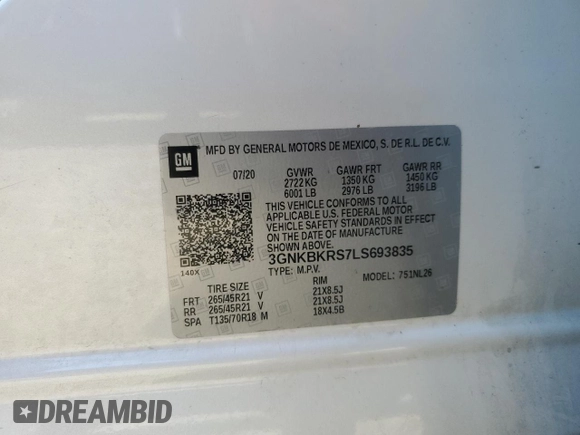 GM
MFD BY GENERAL MOTORS DE MEXICO, S. DE R.L. DE C.V.
07/20 GVWR GAWR FRT GAWR RR
2722 KG 1350 KG 1450 KG
6001 LB 2976 LB 3196 LB
THIS VEHICLE CONFORMS TO ALL
APPLICABLE U.S. FEDERAL MOTOR
VEHICLE SAFETY STANDARDS IN EFFECT
ON THE DATE OF MANUFACTURE
SHOWN ABOVE.
3GNKBKRS7LS693835
140X
TYPE: M.P.V. MODEL: 751NL26
TIRE SIZE RIM
FRT 265/45R21 V 21X8.5J
RR 265/45R21 V 21X8.5J
SPA T135/70R18 M 18X4.5B
DREAMBID